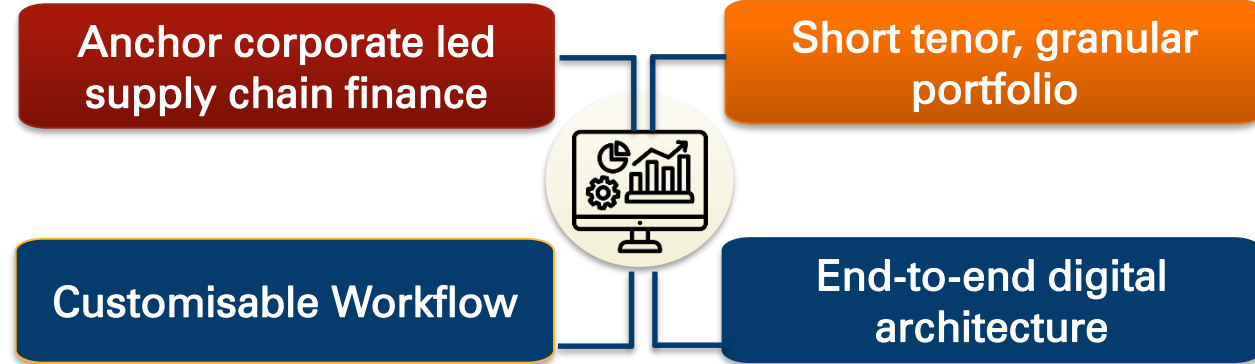 Anchor corporate led
supply chain finance
Short tenor, granular
portfolio
Customisable Workflow
End-to-end digital
architecture